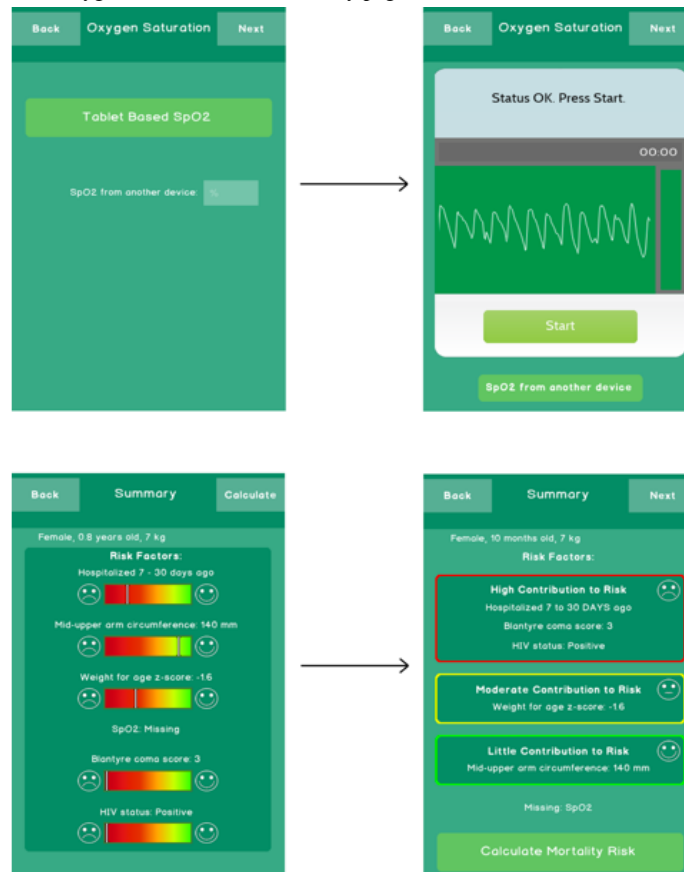 Back Oxygen Saturation Next
Tablet Based SpO2
SpO2 from another device: %
Back Oxygen Saturation Next
Status OK. Press Start.
00:00
Start
SpO2 from another device
Back Summary Calculate
Female, 0.8 years old, 7 kg
Risk Factors:
Hospitalized 7 - 30 days ago
Mid-upper arm circumference: 140 mm
Weight for age z-score: -1.6
SpO2: Missing
Blantyre coma score: 3
HIV status: Positive
Back Summary Next
Female, 10 months old, 7 kg
Risk Factors:
High Contribution to Risk
Hospitalized 7 to 30 DAYS ago
Blantyre coma score: 3
HIV status: Positive
Moderate Contribution to Risk
Weight for age z-score: -1.6
Little Contribution to Risk
Mid-upper arm circumference: 140 mm
Missing: SpO2
Calculate Mortality Risk